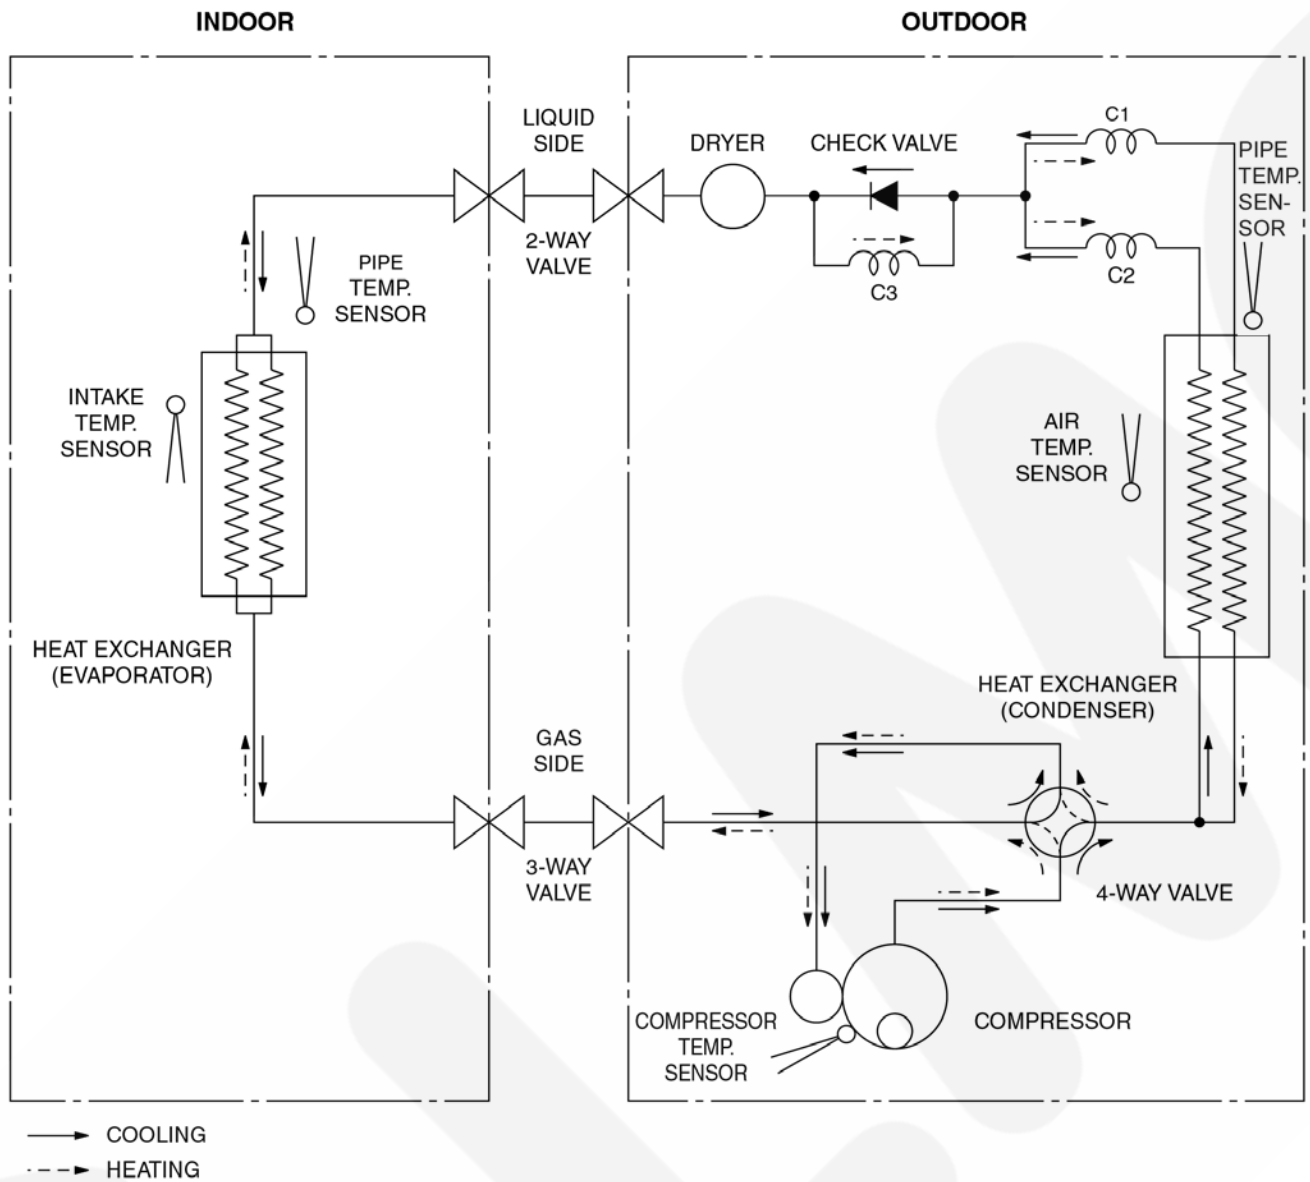 INDOOR
OUTDOOR
LIQUID
SIDE
DRYER
CHECK VALVE
C1
PIPE
TEMP.
SEN-
SOR
2-WAY
VALVE
C3
C2
PIPE
TEMP.
SENSOR
INTAKE
TEMP.
SENSOR
AIR
TEMP.
SENSOR
HEAT EXCHANGER
(EVAPORATOR)
HEAT EXCHANGER
(CONDENSER)
GAS
SIDE
3-WAY
VALVE
4-WAY VALVE
COMPRESSOR
TEMP.
SENSOR
COMPRESSOR
COOLING
HEATING